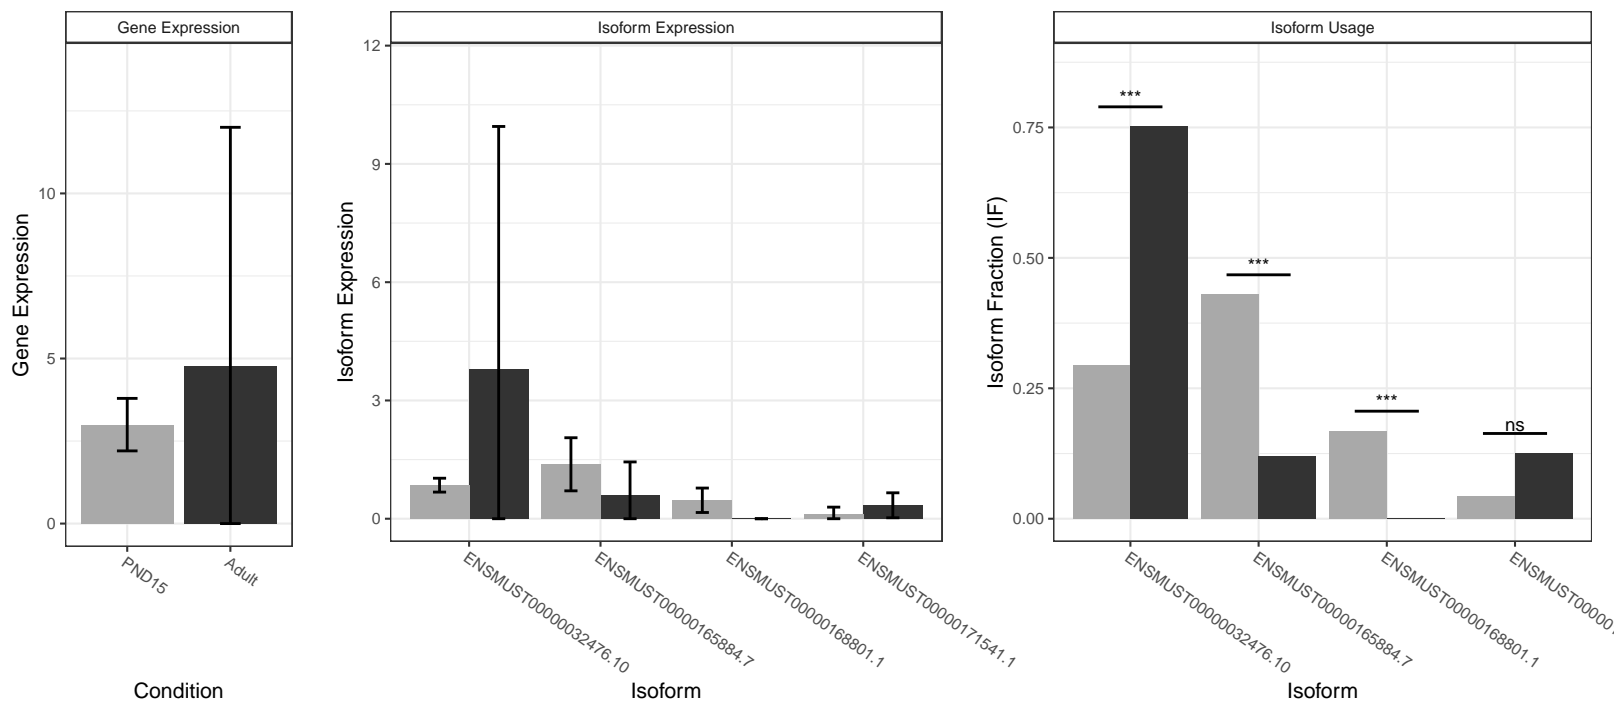 Gene Expression
Isoform Expression
Isoform Usage
Gene Expression
10
5
0
PND15
Adult
Condition
Isoform Expression
12
9
6
3
0
ENSMUST00000032476.10
ENSMUST00000165884.7
ENSMUST00000168801.1
ENSMUST00000171541.1
Isoform
Isoform Fraction (IF)
0.75
0.50
0.25
0.00
***
***
***
ns
ENSMUST00000032476.10
ENSMUST00000165884.7
ENSMUST00000168801.1
Isoform